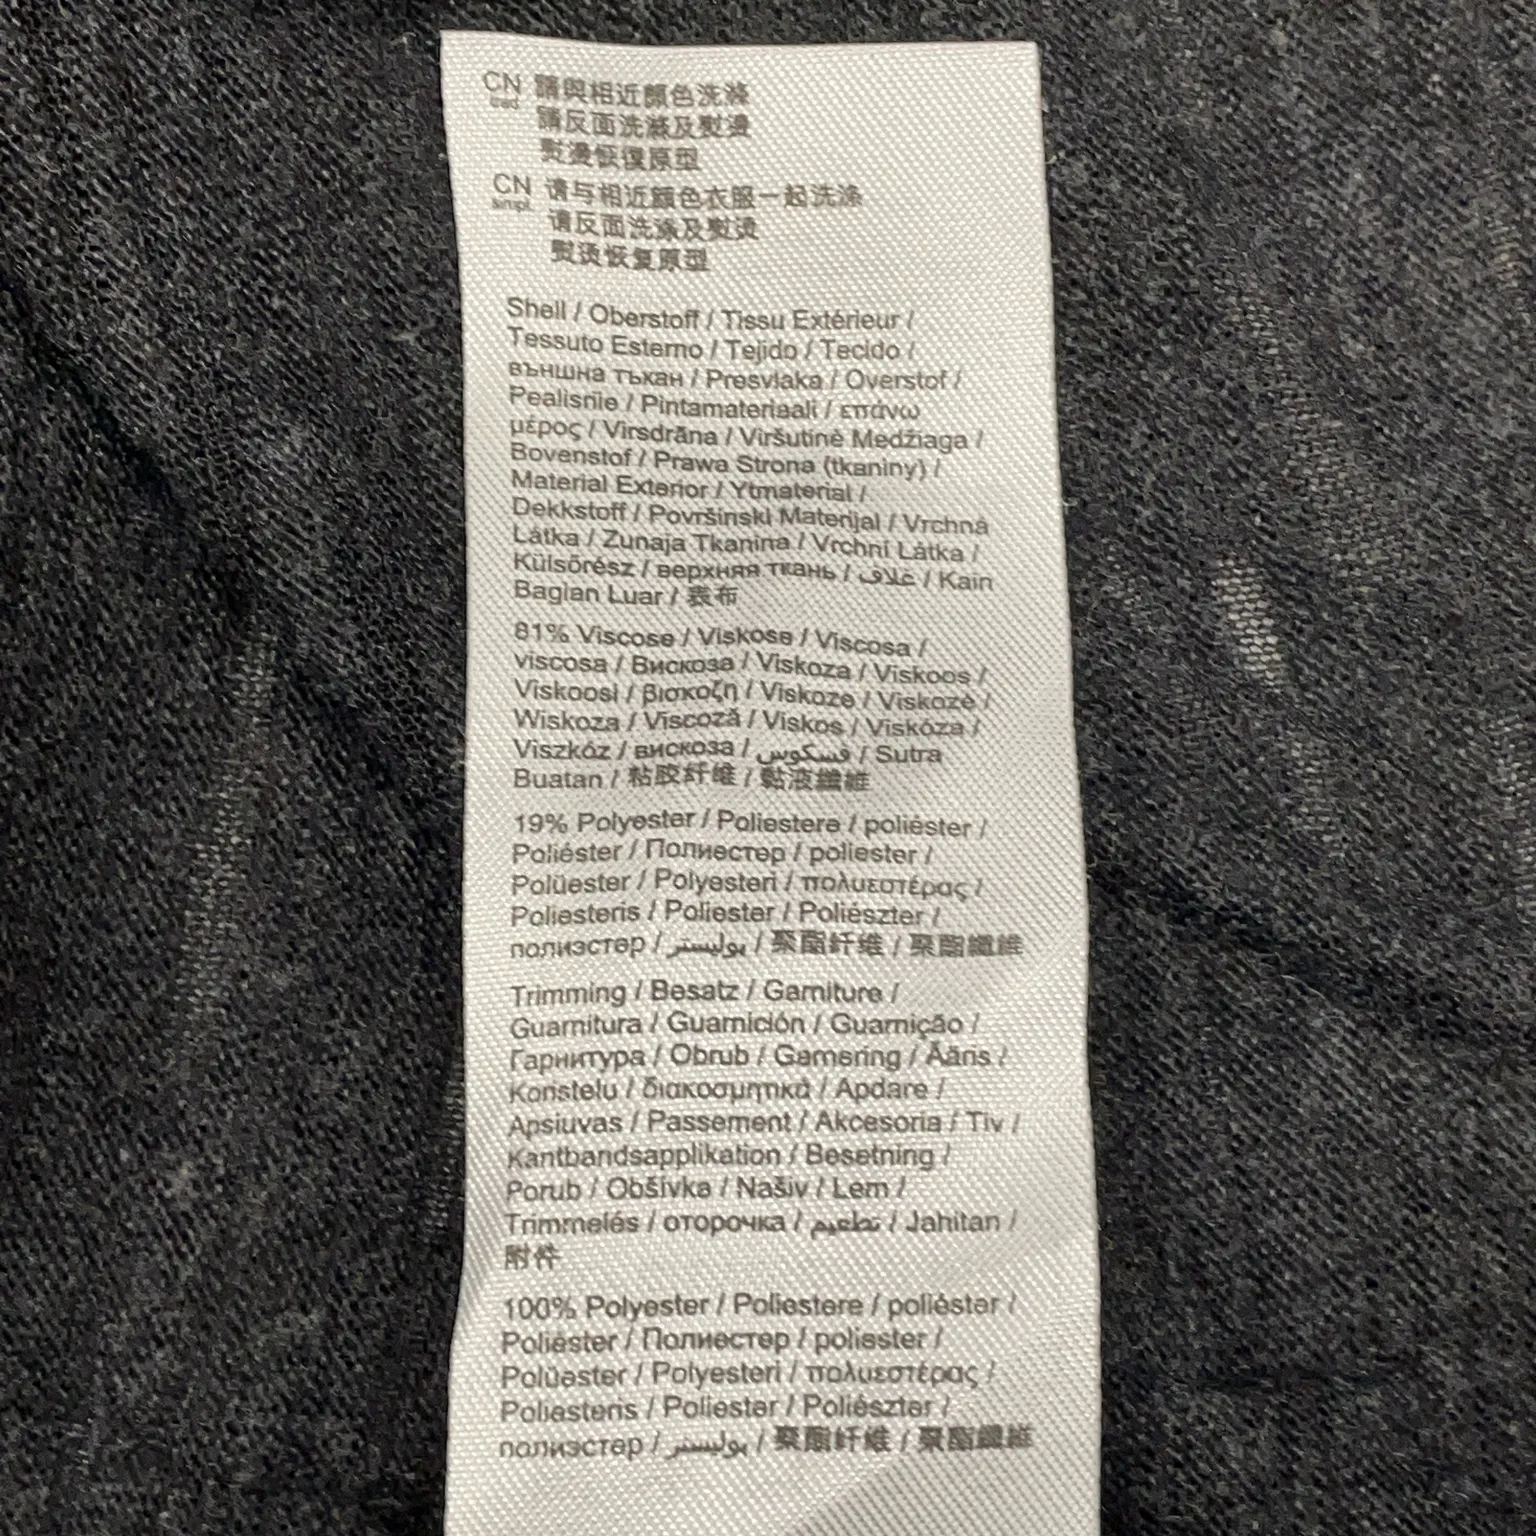 CN 請與相近顏色洗滌
trad.
請反面洗滌及熨燙
熨燙恢復原型
CN 请与相近颜色衣服一起洗涤
simpl.
请反面洗涤及熨烫
熨烫恢复原型
Shell / Oberstoff / Tissu Extérieur /
Tessuto Esterno / Tejido / Tecido /
външна тъкан / Presvlaka / Overstof /
Pealisriie / Pintamateriaali / επάνω
μέρος / Virsdrāna / Viršutinė Medžiaga /
Bovenstof / Prawa Strona (tkaniny) /
Material Exterior / Ytmaterial /
Dekkstoff / Površinski Materijal / Vrchná
Látka / Zunaja Tkanina / Vrchní Látka /
Külsőrész / верхняя ткань / غلاف / Kain
Bagian Luar / 表布
81% Viscose / Viskose / Viscosa /
viscosa / Вискоза / Viskoza / Viskoos /
Viskoosi / βισκοζη / Viskoze / Viskozė /
Wiskoza / Viscoză / Viskos / Viskóza /
Viszkóz / вискоза / فسكوس / Sutra
Buatan / 粘胶纤维 / 黏液纖維
19% Polyester / Poliestere / poliéster /
Poliéster / Полиестер / poliester /
Polüester / Polyesteri / πολυεστέρας /
Poliesteris / Poliester / Poliészter /
полиэстер / بوليستر / 聚酯纤维 / 聚酯纖維
Trimming / Besatz / Garniture /
Guarnitura / Guarnición / Guarnição /
Гарнитура / Obrub / Garnering / Ääris /
Koristelu / διακοσμητικά / Apdare /
Apsiuvas / Passement / Akcesoria / Tiv /
Kantbandsapplikation / Besetning /
Porub / Obšívka / Našiv / Lem /
Trimmelés / оторочка / تطعيم / Jahitan /
附件
100% Polyester / Poliestere / poliéster /
Poliéster / Полиестер / poliester /
Polüester / Polyesteri / πολυεστέρας /
Poliesteris / Poliester / Poliészter /
полиэстер / بوليستر / 聚酯纤维 / 聚酯纖維